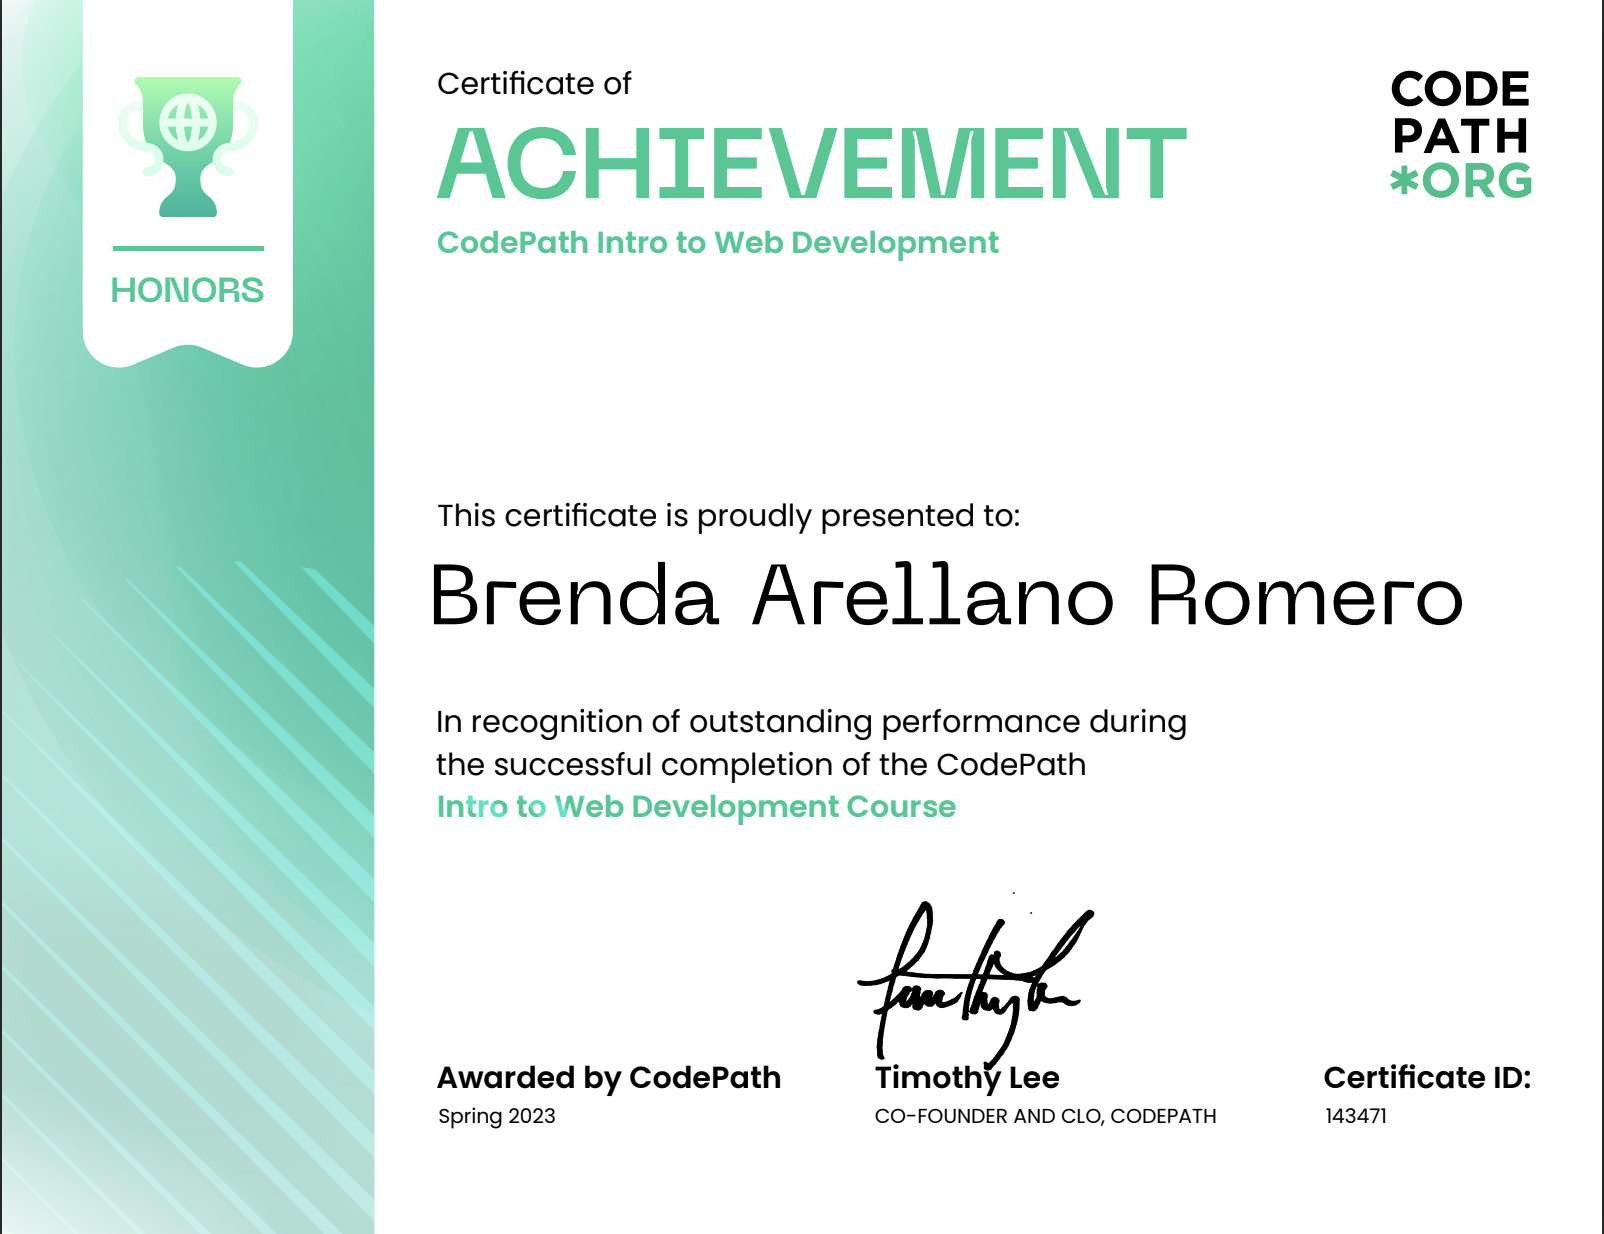 HONORS
Certificate of
ACHIEVEMENT
CodePath Intro to Web Development
CODE
PATH
*ORG
This certificate is proudly presented to:
Brenda Arellano Romero
In recognition of outstanding performance during
the successful completion of the CodePath
Intro to Web Development Course
Awarded by CodePath
Spring 2023
Timothy Lee
CO-FOUNDER AND CLO, CODEPATH
Certificate ID:
143471